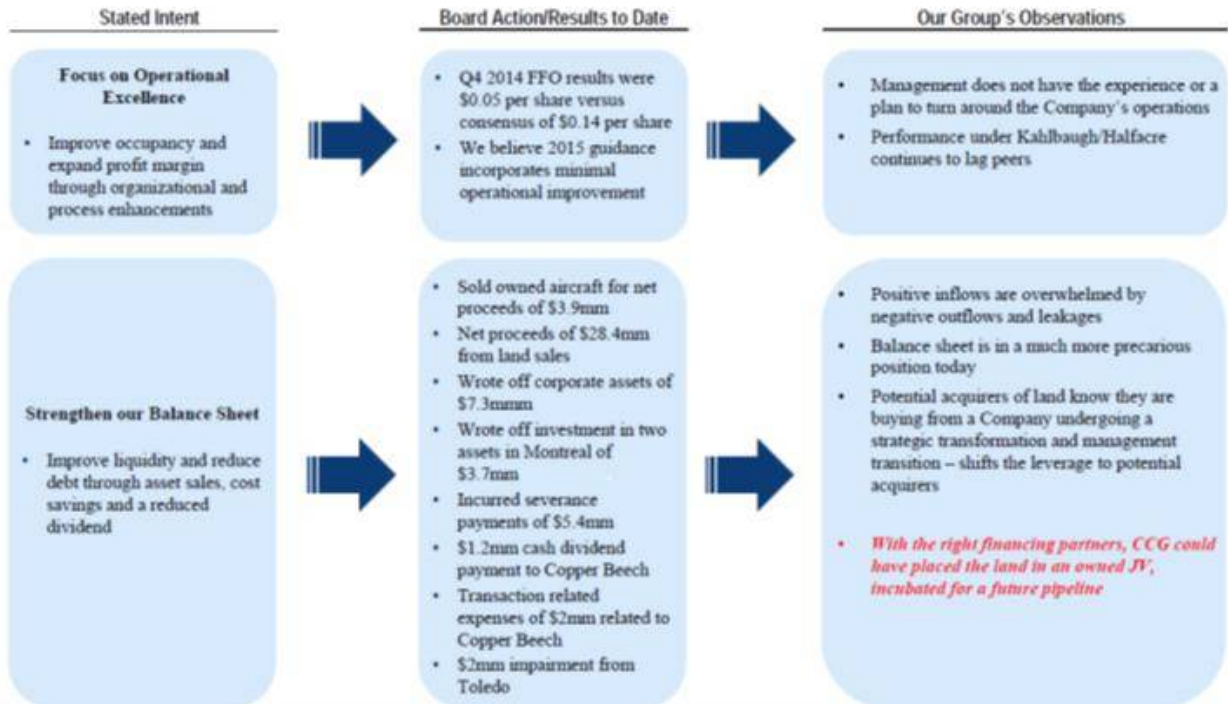 Stated Intent
Board Action/Results to Date
Our Group's Observations
Focus on Operational
Excellence
• Improve occupancy and
expand profit margin
through organizational and
process enhancements
• Q4 2014 FFO results were
$0.05 per share versus
consensus of $0.14 per share
• We believe 2015 guidance
incorporates minimal
operational improvement
• Management does not have the experience or a
plan to turn around the Company's operations
• Performance under Kahlbaugh/Halfacre
continues to lag peers
Strengthen our Balance Sheet
• Improve liquidity and reduce
debt through asset sales, cost
savings and a reduced
dividend
• Sold owned aircraft for net
proceeds of $3.9mm
• Net proceeds of $28.4mm
from land sales
• Wrote off corporate assets of
$7.3mmm
• Wrote off investment in two
assets in Montreal of
$3.7mm
• Incurred severance
payments of $5.4mm
• $1.2mm cash dividend
payment to Copper Beech
• Transaction related
expenses of $2mm related to
Copper Beech
• $2mm impairment from
Toledo
• Positive inflows are overwhelmed by
negative outflows and leakages
• Balance sheet is in a much more precarious
position today
• Potential acquirers of land know they are
buying from a Company undergoing a
strategic transformation and management
transition – shifts the leverage to potential
acquirers
• With the right financing partners, CCG could
have placed the land in an owned JV,
incubated for a future pipeline